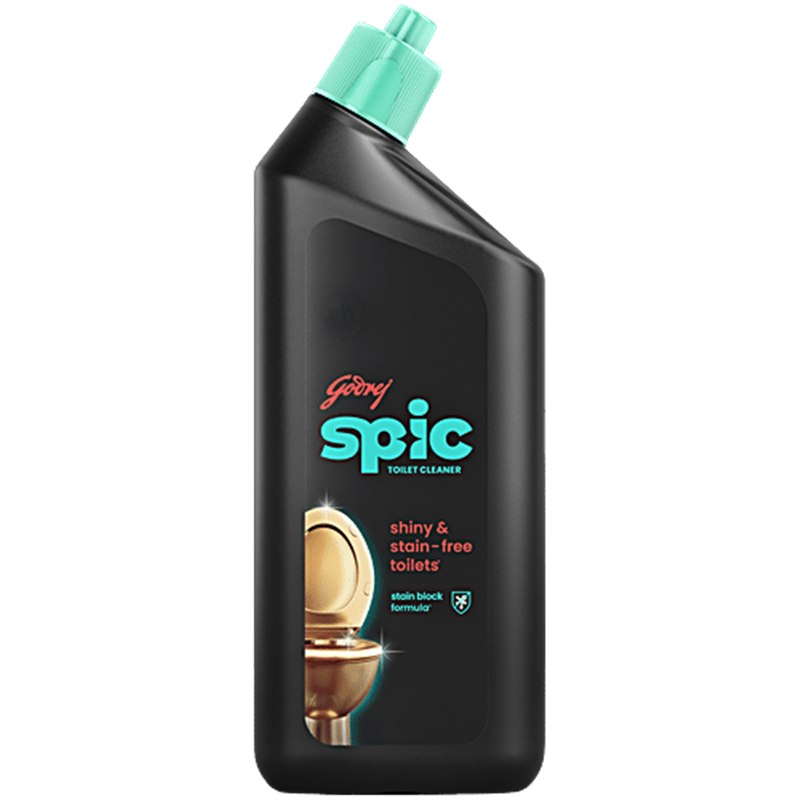 Godrej
spic
TOILET CLEANER
shiny &
stain-free
toilets*
stain block
formula*